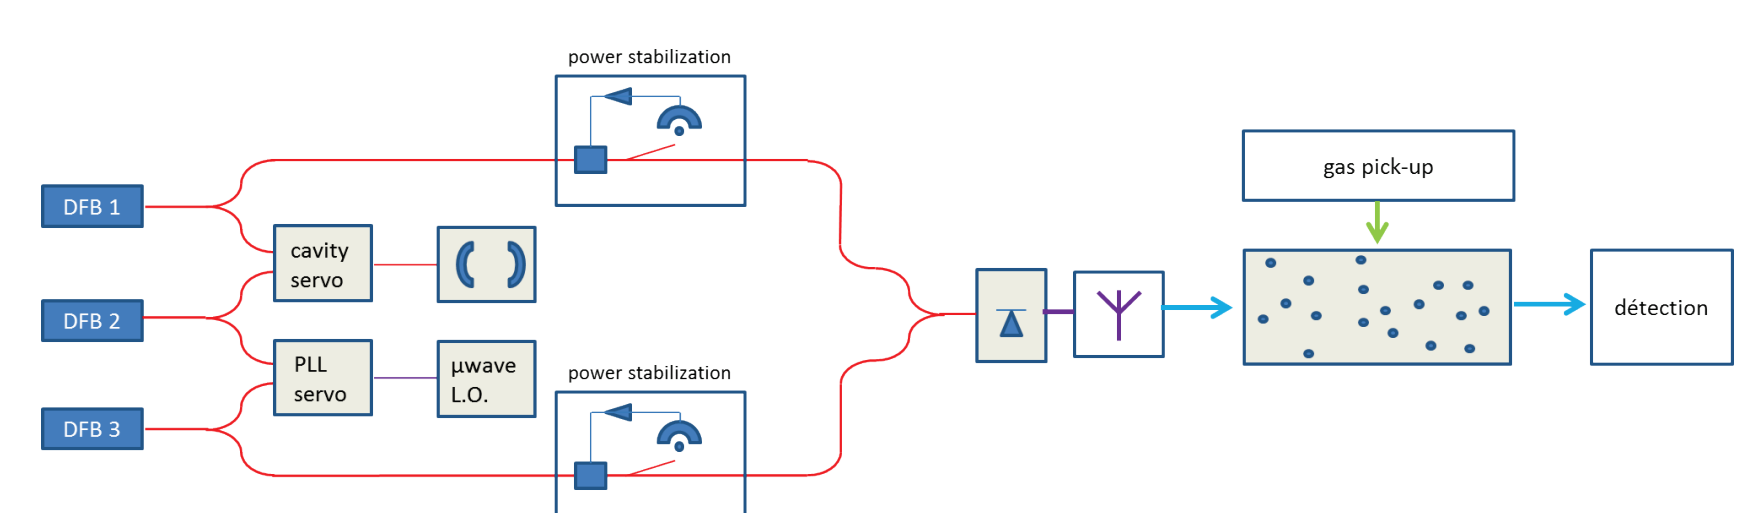 power stabilization
DFB 1
cavity
servo
DFB 2
PLL
servo
μwave
L.O.
DFB 3
power stabilization
gas pick-up
détection